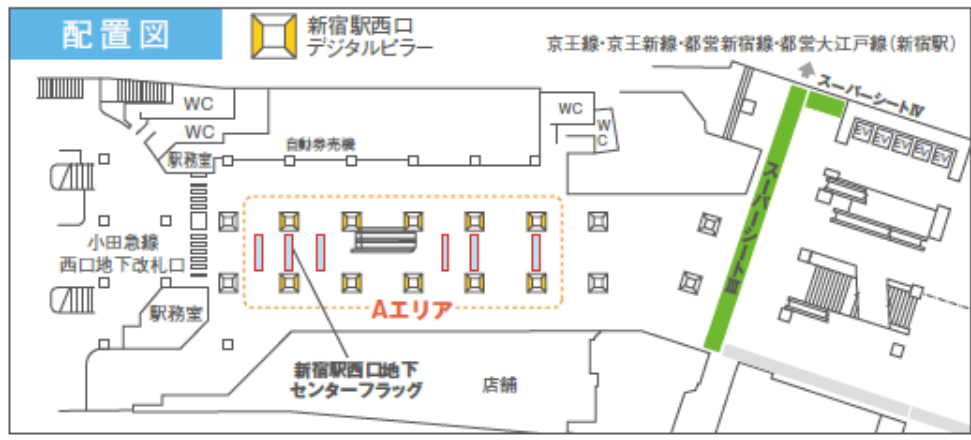 配置図
新宿駅西口
デジタルピラー
京王線・京王新線・都営新宿線・都営大江戸線(新宿駅)
スーパーシートⅣ
WC
WC
WC
WC
自動券売機
駅務室
EV EV EV EV EV
スーパーシートⅢ
小田急線
西口地下改札口
駅務室
Aエリア
新宿駅西口地下
センターフラッグ
店舗